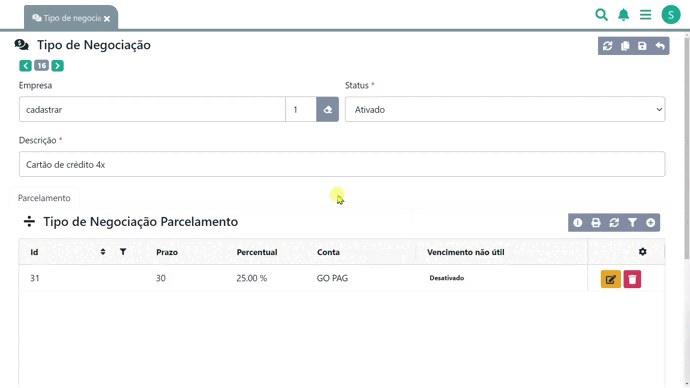 Tipo de negocia
S
Tipo de Negociação
16
Empresa
Status *
cadastrar
1
Ativado
Descrição *
Cartão de crédito 4x
Parcelamento
Tipo de Negociação Parcelamento
Id Prazo Percentual Conta Vencimento não útil
31 30 25.00 % GO PAG Desativado